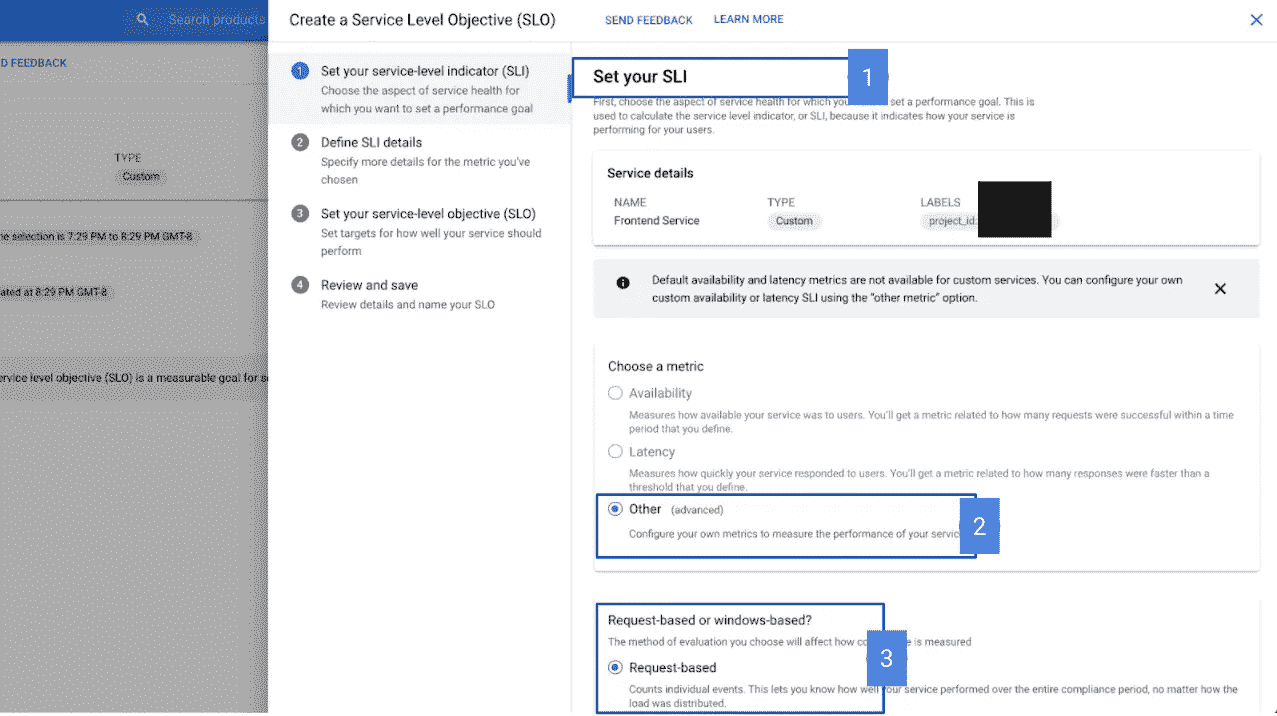 Search products
Create a Service Level Objective (SLO)
SEND FEEDBACK
LEARN MORE
D FEEDBACK
TYPE
Custom
ne selection is 7:29 PM to 8:29 PM GMT-8
ated at 8:29 PM GMT-8
ervice level objective (SLO) is a measurable goal for s
1
Set your service-level indicator (SLI)
Choose the aspect of service health for
which you want to set a performance goal
2
Define SLI details
Specify more details for the metric you've
chosen
3
Set your service-level objective (SLO)
Set targets for how well your service should
perform
4
Review and save
Review details and name your SLO
Set your SLI
1
First, choose the aspect of service health for which you set a performance goal. This is
used to calculate the service level indicator, or SLI, because it indicates how your service is
performing for your users.
Service details
NAME
TYPE
LABELS
Frontend Service
Custom
project_id:
Default availability and latency metrics are not available for custom services. You can configure your own
custom availability or latency SLI using the "other metric" option.
Choose a metric
Availability
Measures how available your service was to users. You'll get a metric related to how many requests were successful within a time
period that you define.
Latency
Measures how quickly your service responded to users. You'll get a metric related to how many responses were faster than a
threshold that you define.
Other (advanced)
Configure your own metrics to measure the performance of your servic
2
Request-based or windows-based?
The method of evaluation you choose will affect how co e is measured
3
Request-based
Counts individual events. This lets you know how well your service performed over the entire compliance period, no matter how the
load was distributed.